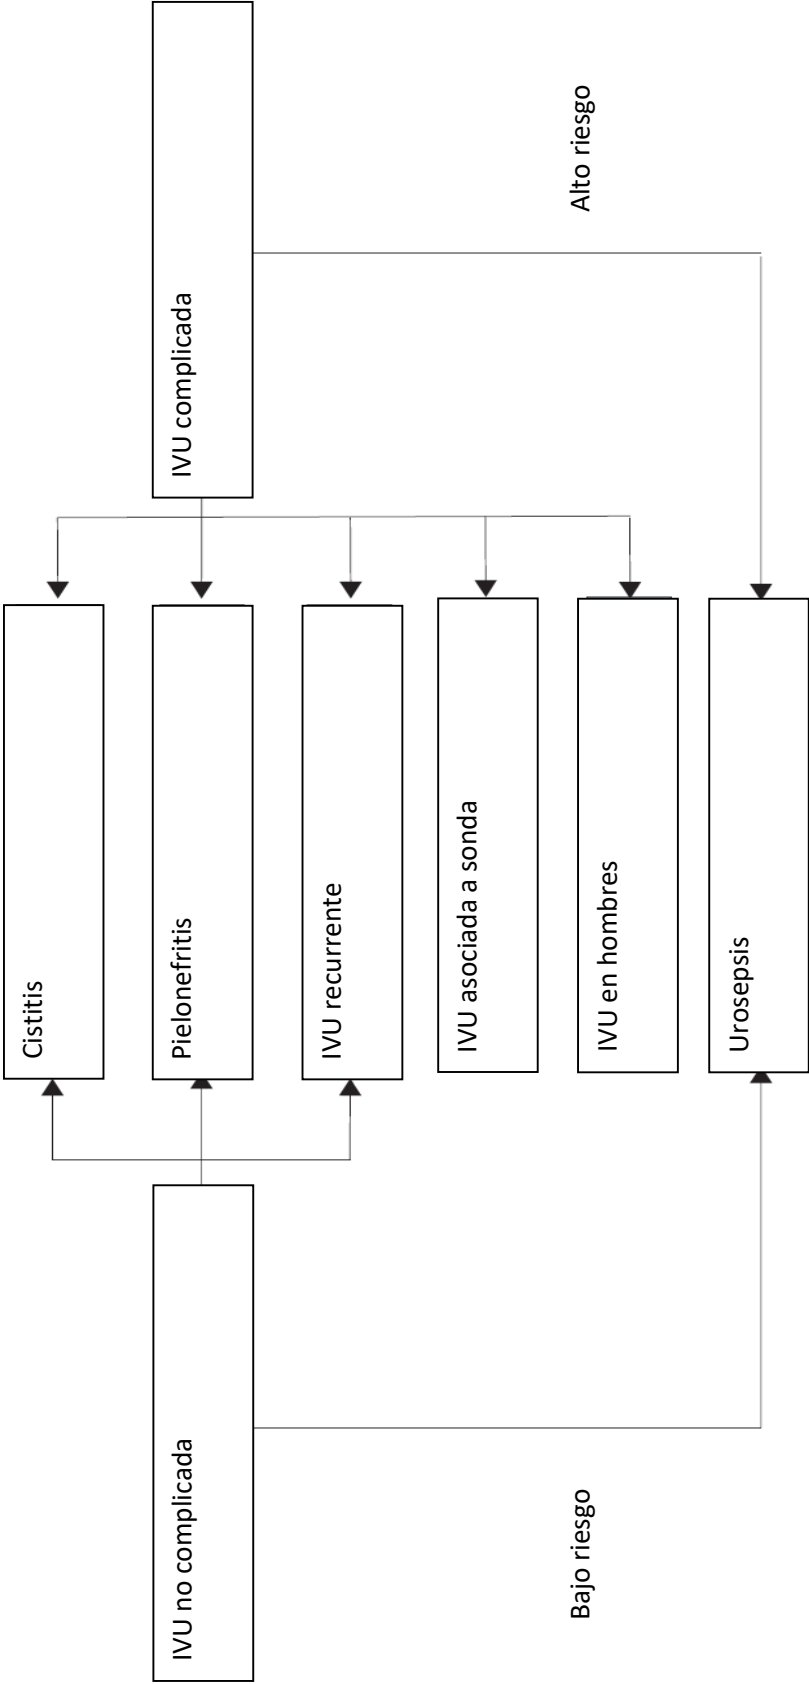 Cistitis
IVU no complicada
Pielonefritis
IVU complicada
IVU recurrente
IVU asociada a sonda
Bajo riesgo
IVU en hombres
Alto riesgo
Urosepsis